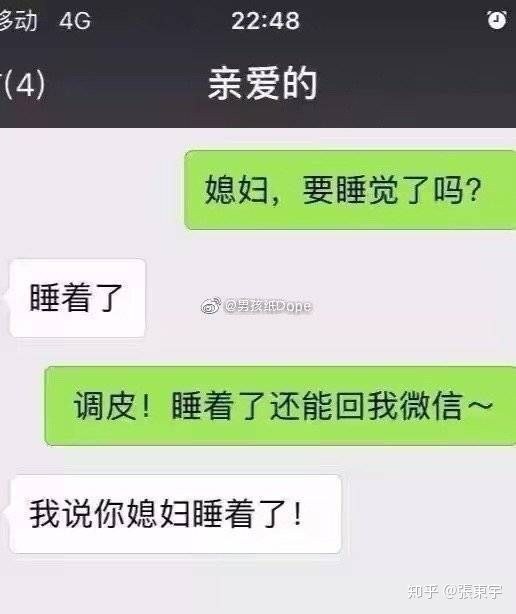 移动 4G 22:48
(4) 亲爱的
媳妇，要睡觉了吗？
睡着了
@男孩纸Dope
调皮！睡着了还能回我微信～
我说你媳妇睡着了！
知乎 @張東宇